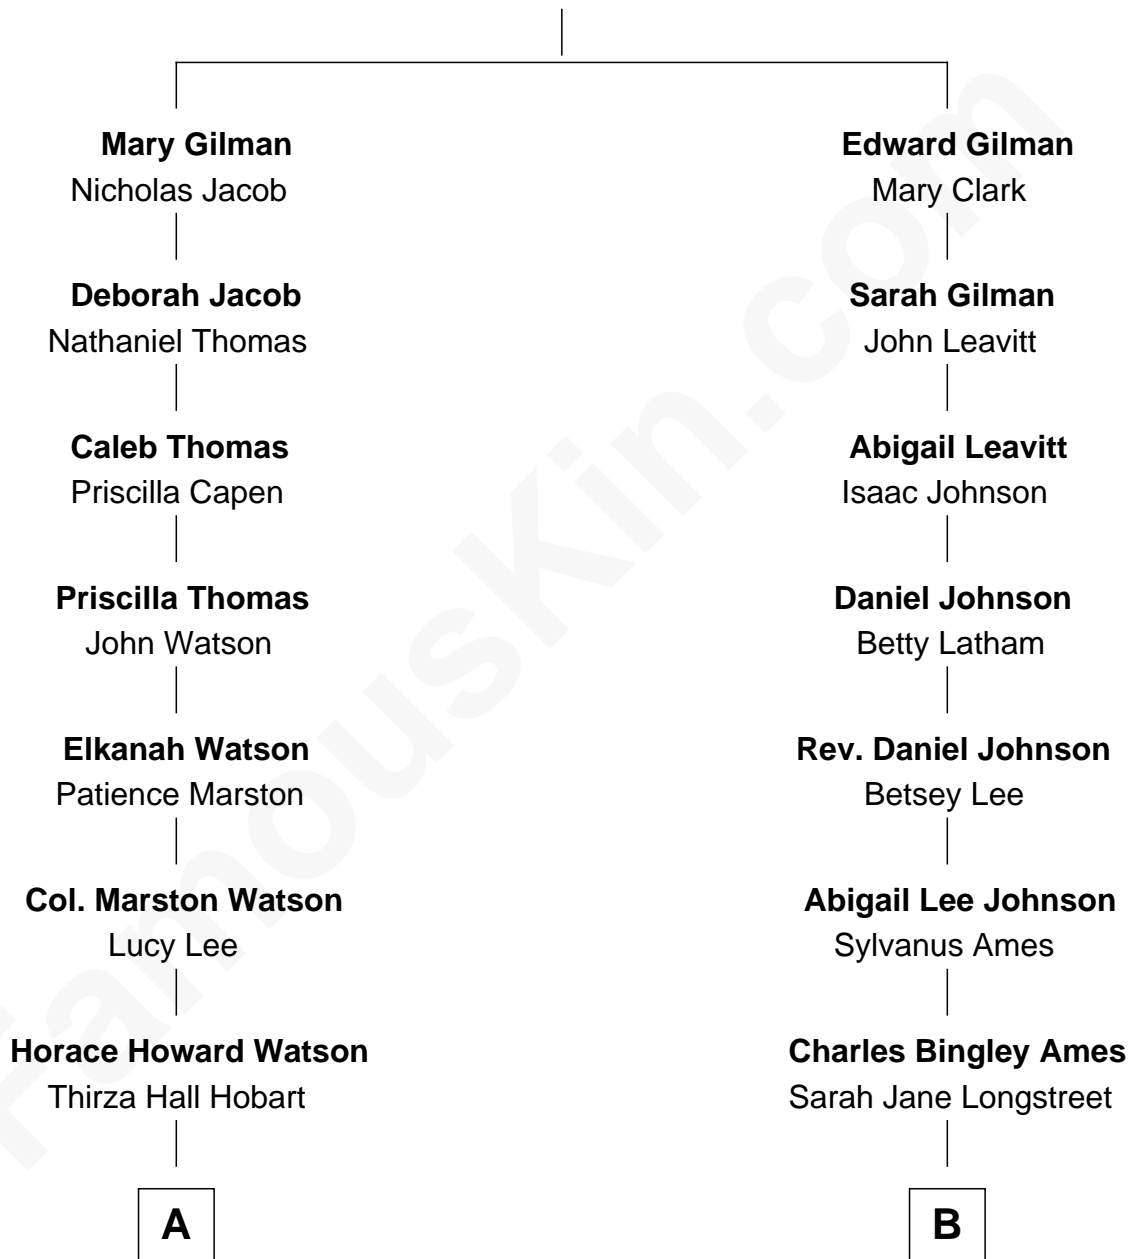 Mary Gilman
Nicholas Jacob
Deborah Jacob
Nathaniel Thomas
Caleb Thomas
Priscilla Capen
Priscilla Thomas
John Watson
Elkanah Watson
Patience Marston
Col. Marston Watson
Lucy Lee
Horace Howard Watson
Thirza Hall Hobart
A
Edward Gilman
Mary Clark
Sarah Gilman
John Leavitt
Abigail Leavitt
Isaac Johnson
Daniel Johnson
Betty Latham
Rev. Daniel Johnson
Betsey Lee
Abigail Lee Johnson
Sylvanus Ames
Charles Bingley Ames
Sarah Jane Longstreet
B
FamousKin.com